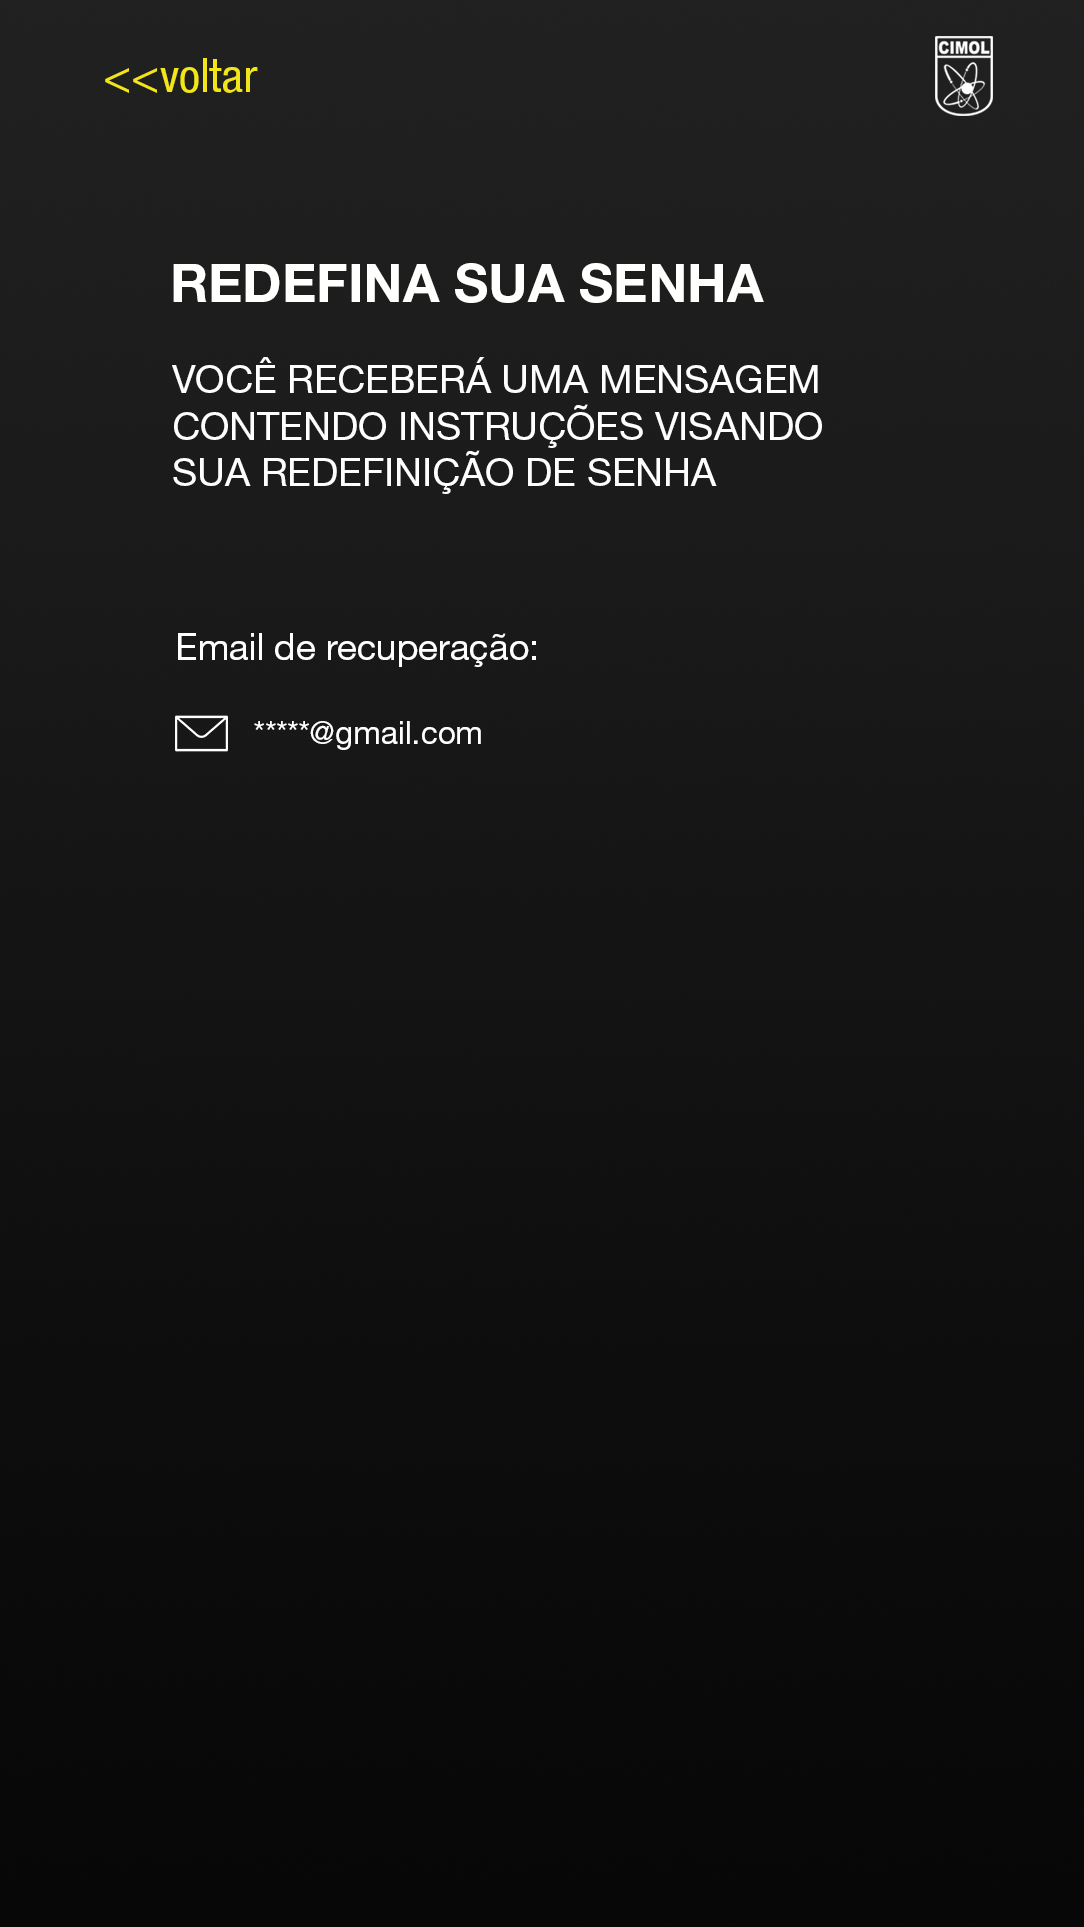 <<voltar
CIMOL
REDEFINA SUA SENHA
VOCÊ RECEBERÁ UMA MENSAGEM
CONTENDO INSTRUÇÕES VISANDO
SUA REDEFINIÇÃO DE SENHA
Email de recuperação:
*****@gmail.com